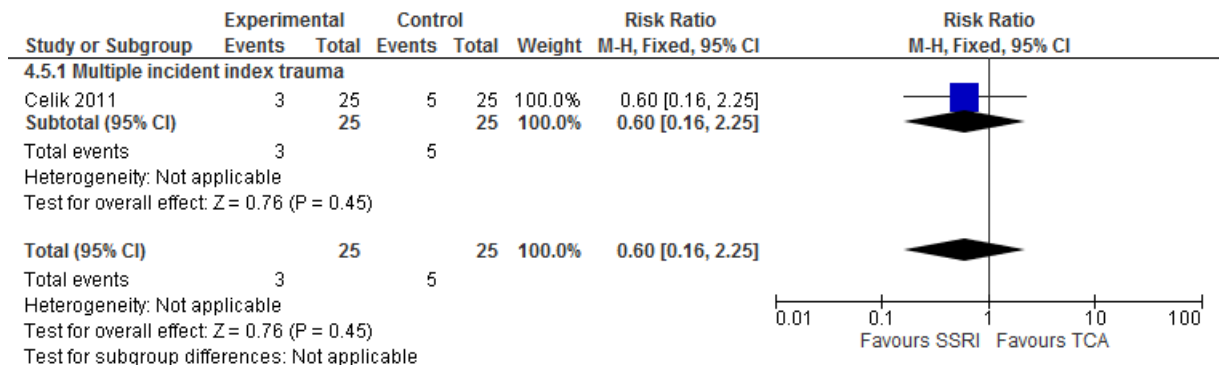 Experimental Control Risk Ratio Risk Ratio
Study or Subgroup Events Total Events Total Weight M-H, Fixed, 95% CI M-H, Fixed, 95% CI
4.5.1 Multiple incident index trauma
Celik 2011 3 25 5 25 100.0% 0.60 [0.16, 2.25]
Subtotal (95% CI) 25 25 100.0% 0.60 [0.16, 2.25]
Total events 3 5
Heterogeneity: Not applicable
Test for overall effect: Z = 0.76 (P = 0.45)
Total (95% CI) 25 25 100.0% 0.60 [0.16, 2.25]
Total events 3 5
Heterogeneity: Not applicable
Test for overall effect: Z = 0.76 (P = 0.45)
Test for subgroup differences: Not applicable
0.01 0.1 1 10 100
Favours SSRI Favours TCA